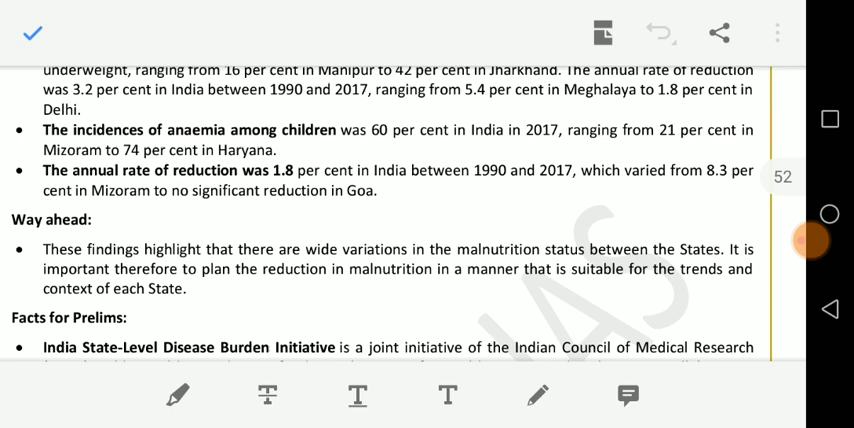 underweight, ranging from 16 per cent in Manipur to 42 per cent in Jharkhand. The annual rate of reduction
was 3.2 per cent in India between 1990 and 2017, ranging from 5.4 per cent in Meghalaya to 1.8 per cent in
Delhi.
• The incidences of anaemia among children was 60 per cent in India in 2017, ranging from 21 per cent in
Mizoram to 74 per cent in Haryana.
• The annual rate of reduction was 1.8 per cent in India between 1990 and 2017, which varied from 8.3 per
cent in Mizoram to no significant reduction in Goa.
52
Way ahead:
• These findings highlight that there are wide variations in the malnutrition status between the States. It is
important therefore to plan the reduction in malnutrition in a manner that is suitable for the trends and
context of each State.
Facts for Prelims:
• India State-Level Disease Burden Initiative is a joint initiative of the Indian Council of Medical Research
IAS